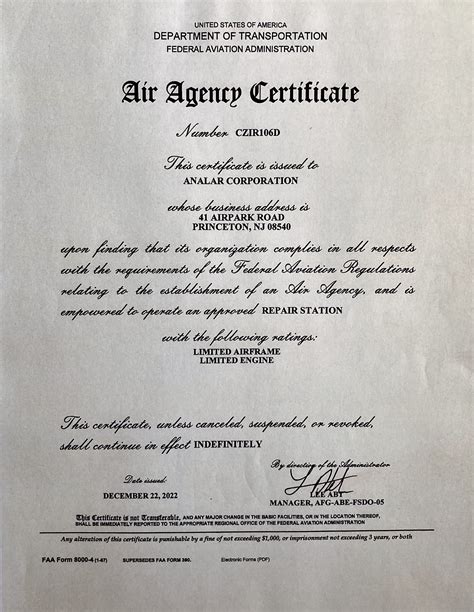 UNITED STATES OF AMERICA
DEPARTMENT OF TRANSPORTATION
FEDERAL AVIATION ADMINISTRATION
Air Agency Certificate
Number CZIR106D
This certificate is issued to
ANALAR CORPORATION
whose business address is
41 AIRPARK ROAD
PRINCETON, NJ 08540
upon finding that its organization complies in all respects
with the requirements of the Federal Aviation Regulations
relating to the establishment of an Air Agency, and is
empowered to operate an approved REPAIR STATION
with the following ratings:
LIMITED AIRFRAME
LIMITED ENGINE
This certificate, unless canceled, suspended, or revoked,
shall continue in effect INDEFINITELY
By direction of the Administrator
Date issued:
DECEMBER 22, 2022
LEE ABT
MANAGER, AFG-ABE-FSDO-05
This Certificate is not Transferable, AND ANY MAJOR CHANGE IN THE BASIC FACILITIES, OR IN THE LOCATION THEREOF,
SHALL BE IMMEDIATELY REPORTED TO THE APPROPRIATE REGIONAL OFFICE OF THE FEDERAL AVIATION ADMINISTRATION
Any alteration of this certificate is punishable by a fine of not exceeding $1,000, or imprisonment not exceeding 3 years, or both
FAA Form 8000-4 (1-67) SUPERSEDES FAA FORM 390. Electronic Forms (PDF)